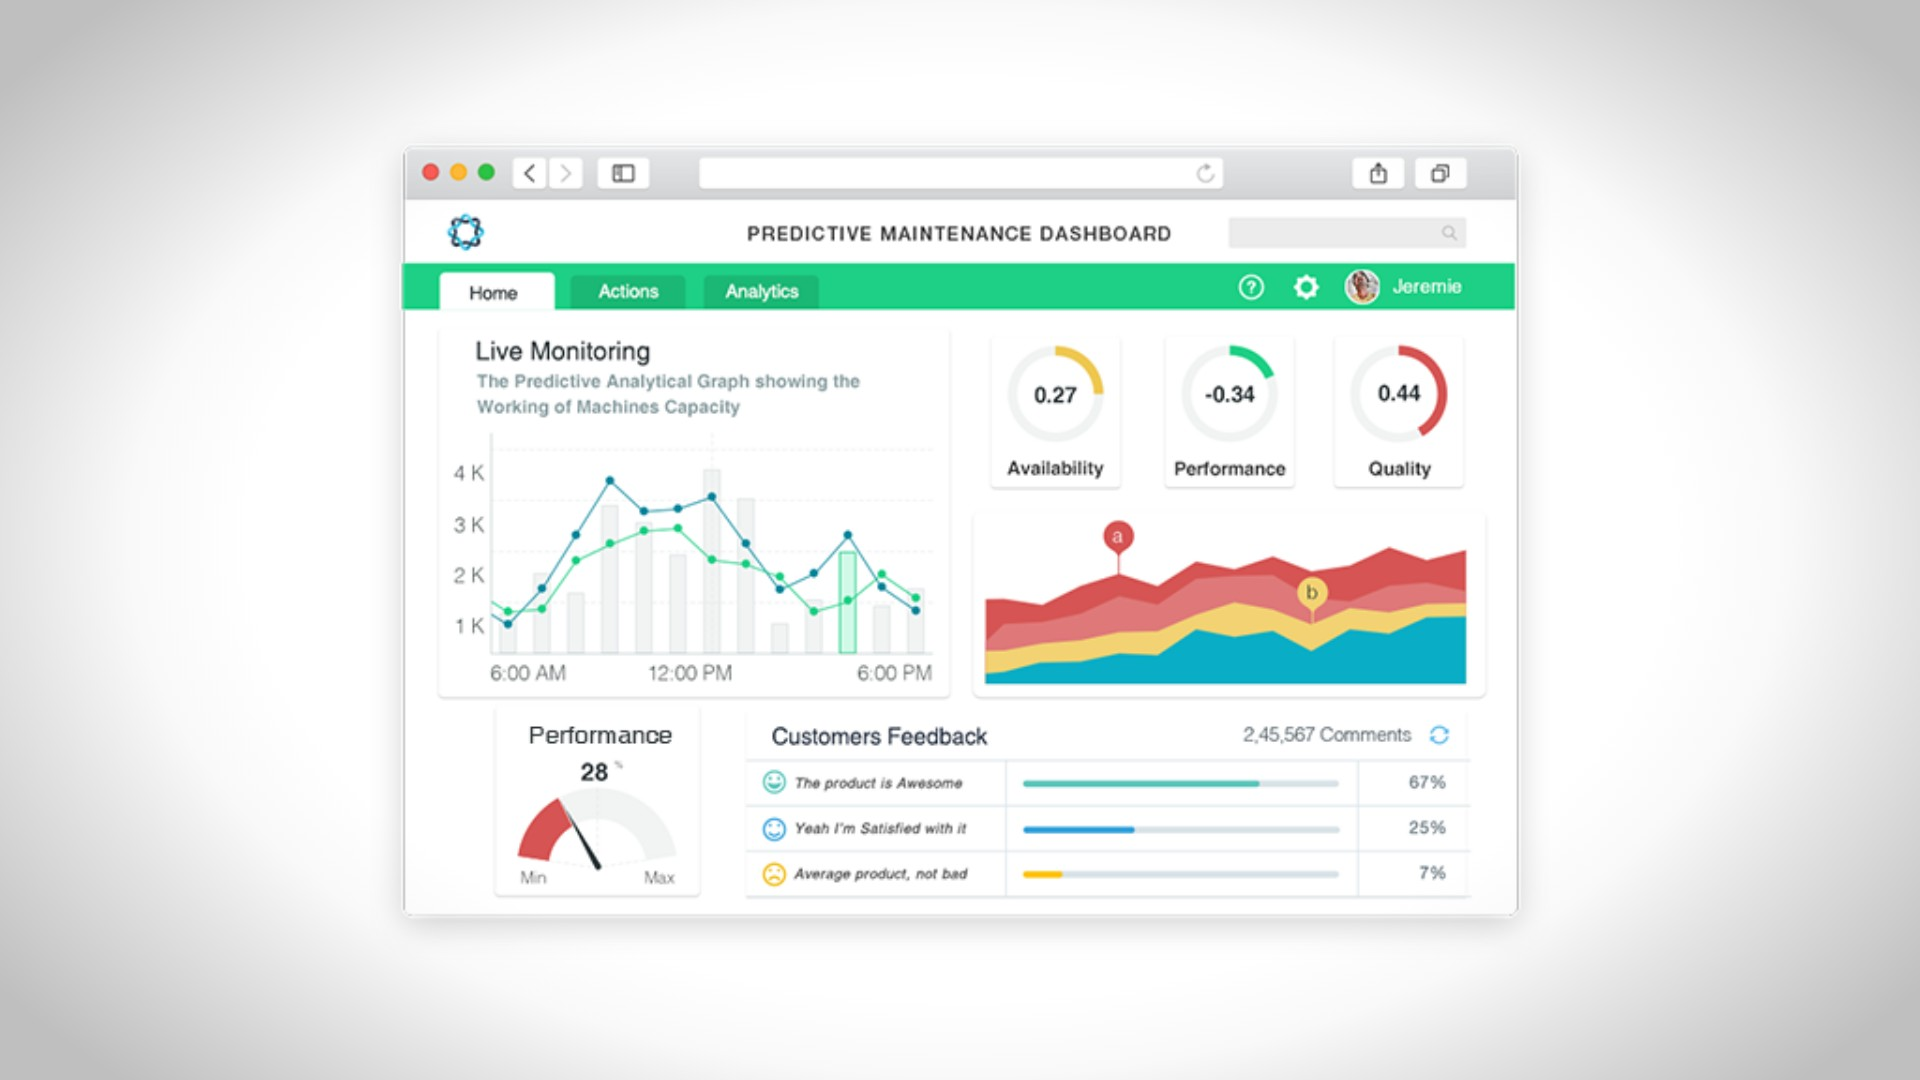 PREDICTIVE MAINTENANCE DASHBOARD
Home
Actions
Analytics
?
Jeremie
Live Monitoring
The Predictive Analytical Graph showing the
Working of Machines Capacity
4 K
3 K
2 K
1 K
6:00 AM
12:00 PM
6:00 PM
0.27
Availability
-0.34
Performance
0.44
Quality
a
b
Performance
28 %
Min
Max
Customers Feedback
2,45,567 Comments
The product is Awesome
67%
Yeah I'm Satisfied with it
25%
Average product, not bad
7%